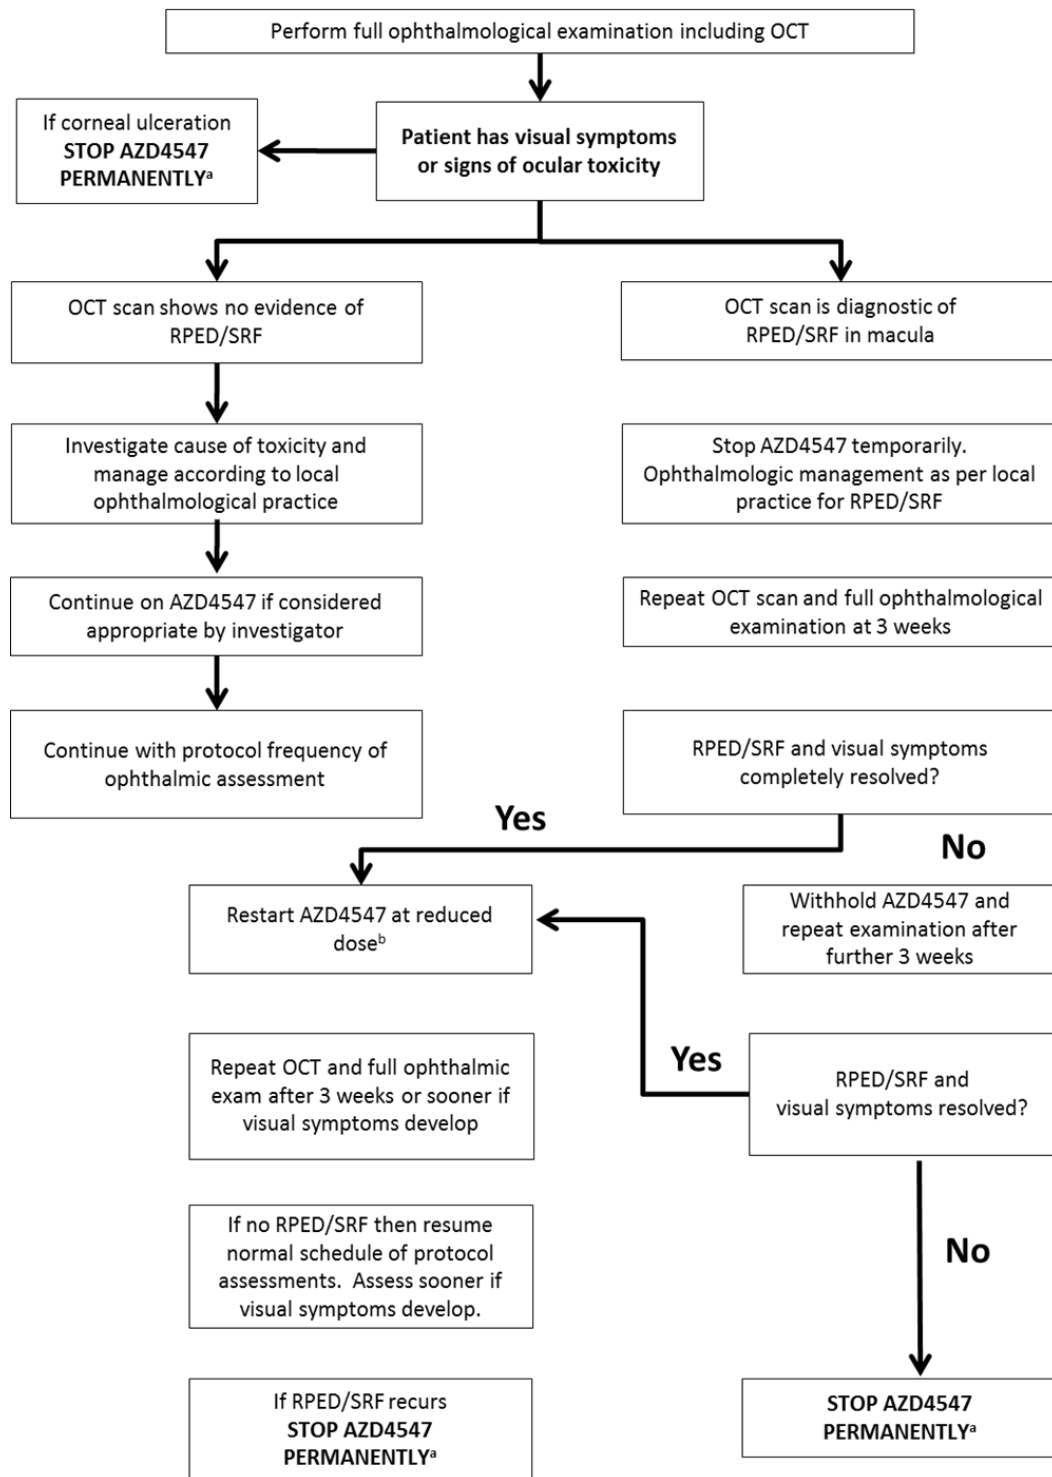 Perform full ophthalmological examination including OCT
If corneal ulceration
STOP AZD4547
PERMANENTLYᵃ
Patient has visual symptoms
or signs of ocular toxicity
OCT scan shows no evidence of
RPED/SRF
OCT scan is diagnostic of
RPED/SRF in macula
Investigate cause of toxicity and
manage according to local
ophthalmological practice
Stop AZD4547 temporarily.
Ophthalmologic management as per local
practice for RPED/SRF
Continue on AZD4547 if considered
appropriate by investigator
Repeat OCT scan and full ophthalmological
examination at 3 weeks
Continue with protocol frequency of
ophthalmic assessment
RPED/SRF and visual symptoms
completely resolved?
Yes
No
Restart AZD4547 at reduced
doseᵇ
Withhold AZD4547 and
repeat examination after
further 3 weeks
Repeat OCT and full ophthalmic
exam after 3 weeks or sooner if
visual symptoms develop
Yes
RPED/SRF and
visual symptoms resolved?
If no RPED/SRF then resume
normal schedule of protocol
assessments.  Assess sooner if
visual symptoms develop.
No
If RPED/SRF recurs
STOP AZD4547
PERMANENTLYᵃ
STOP AZD4547
PERMANENTLYᵃ